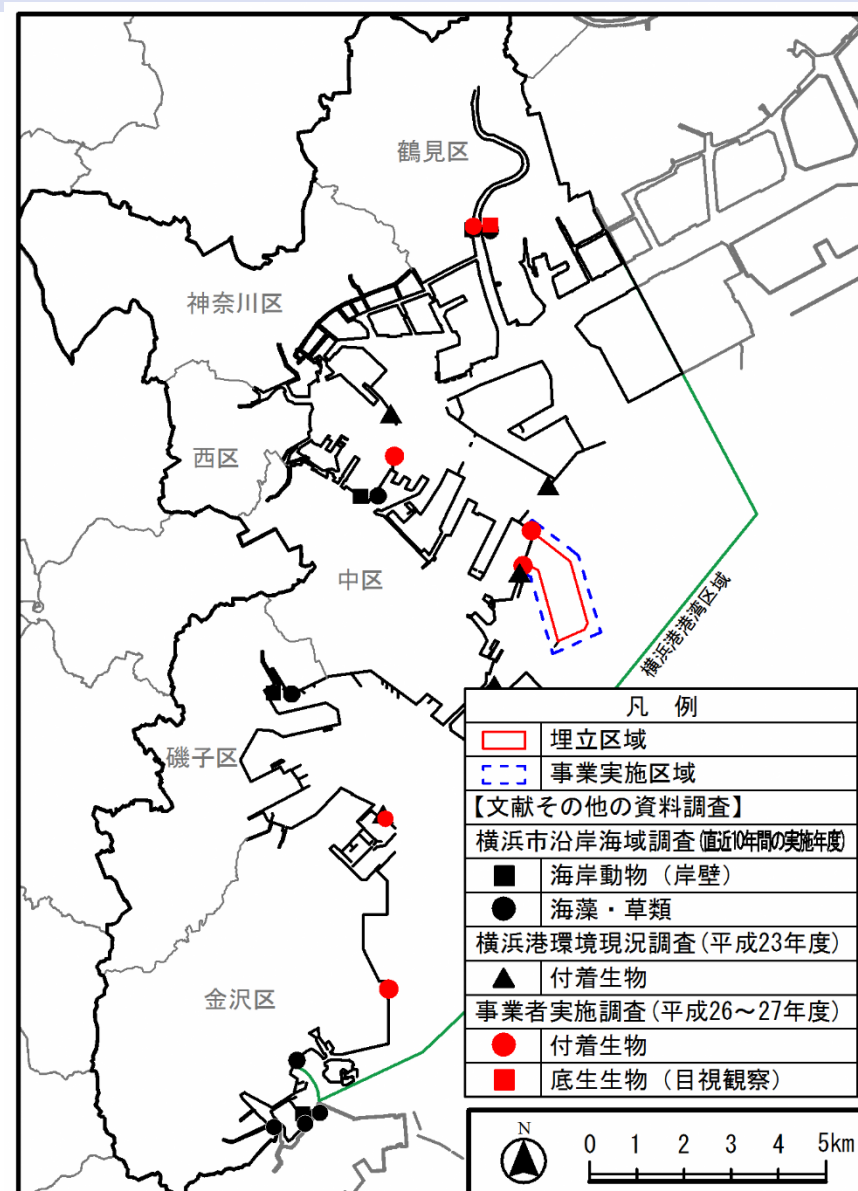 鶴見区
神奈川区
西区
中区
横浜港港湾区域
磯子区
金沢区
凡 例
埋立区域
事業実施区域
【文献その他の資料調査】
横浜市沿岸海域調査(直近10年間の実施年度)
海岸動物（岸壁）
海藻・草類
横浜港環境現況調査(平成23年度)
付着生物
事業者実施調査(平成26～27年度)
付着生物
底生生物（目視観察）
N
0 1 2 3 4 5km